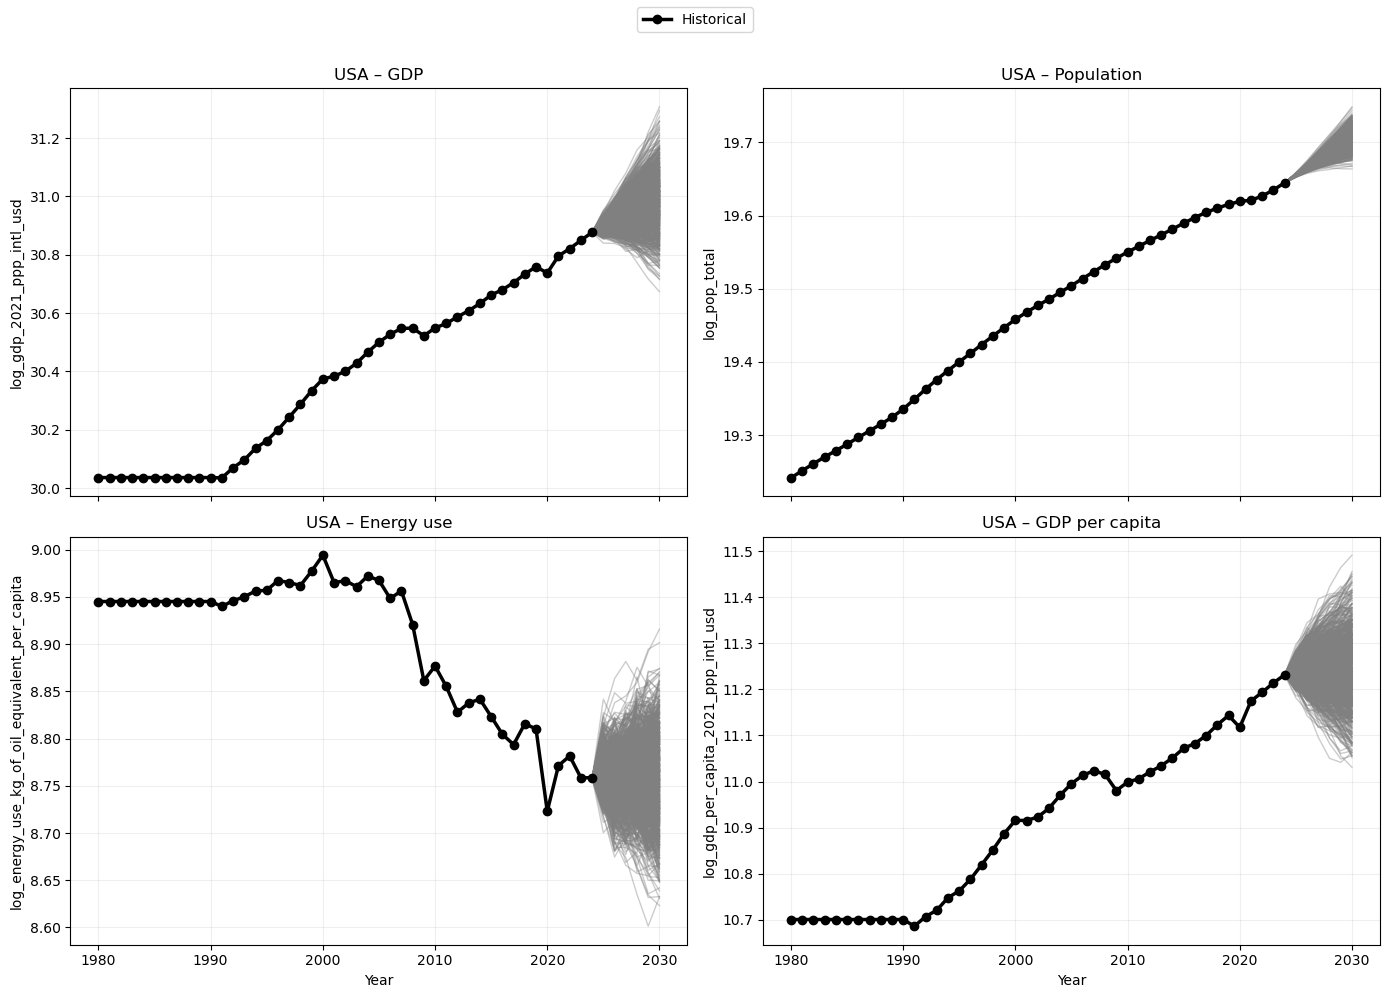 Historical
USA – GDP
log_gdp_2021_ppp_intl_usd
31.2
31.0
30.8
30.6
30.4
30.2
30.0
USA – Population
log_pop_total
19.7
19.6
19.5
19.4
19.3
USA – Energy use
log_energy_use_kg_of_oil_equivalent_per_capita
9.00
8.95
8.90
8.85
8.80
8.75
8.70
8.65
8.60
1980 1990 2000 2010 2020 2030
Year
USA – GDP per capita
log_gdp_per_capita_2021_ppp_intl_usd
11.5
11.4
11.3
11.2
11.1
11.0
10.9
10.8
10.7
1980 1990 2000 2010 2020 2030
Year